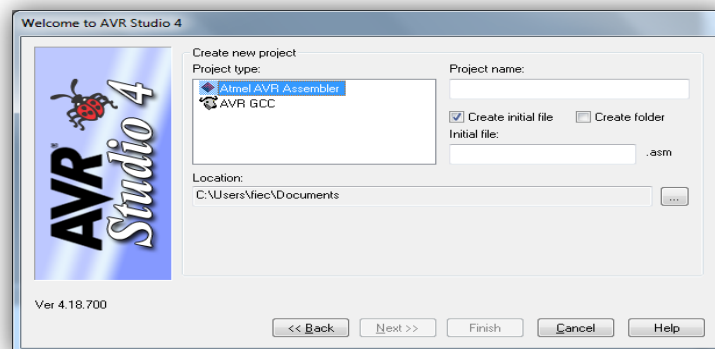 Welcome to AVR Studio 4
Create new project
Project type:
Project name:
Atmel AVR Assembler
AVR GCC
Create initial file
Create folder
Initial file:
.asm
Location:
C:\Users\fiec\Documents
...
AVR
Studio 4
Ver 4.18.700
<< Back
Next >>
Finish
Cancel
Help